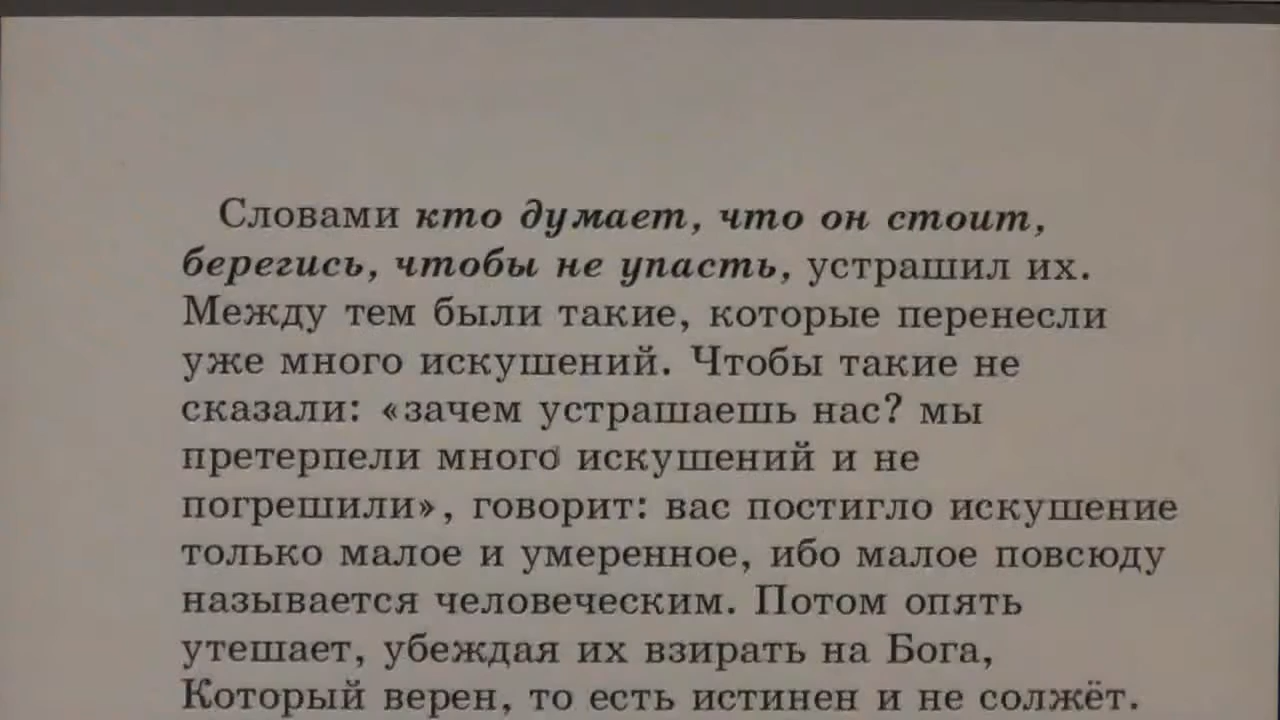 Словами кто думает, что он стоит,
берегись, чтобы не упасть, устрашил их.
Между тем были такие, которые перенесли
уже много искушений. Чтобы такие не
сказали: «зачем устрашаешь нас? мы
претерпели много искушений и не
погрешили», говорит: вас постигло искушение
только малое и умеренное, ибо малое повсюду
называется человеческим. Потом опять
утешает, убеждая их взирать на Бога,
Который верен, то есть истинен и не солжёт.